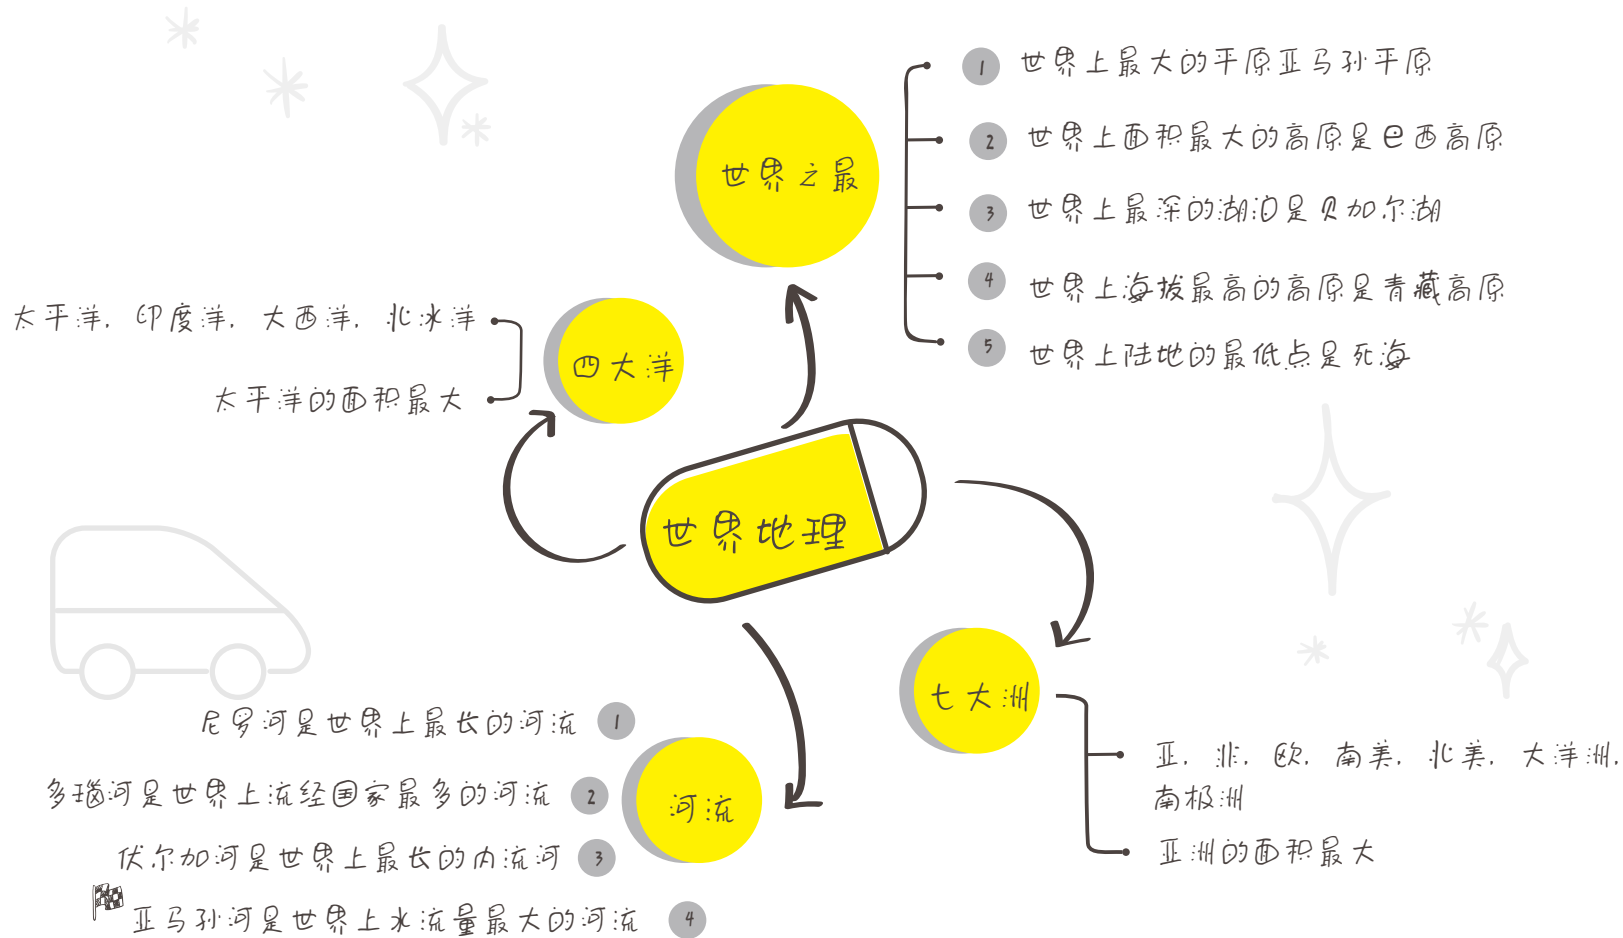 世界地理
世界之最
1 世界上最大的平原亚马孙平原
2 世界上面积最大的高原是巴西高原
3 世界上最深的湖泊是贝加尔湖
4 世界上海拔最高的高原是青藏高原
5 世界上陆地的最低点是死海
四大洋
太平洋, 印度洋, 大西洋, 北冰洋
太平洋的面积最大
七大洲
亚, 非, 欧, 南美, 北美, 大洋洲,
南极洲
亚洲的面积最大
河流
尼罗河是世界上最长的河流 1
多瑙河是世界上流经国家最多的河流 2
伏尔加河是世界上最长的内流河 3
亚马孙河是世界上水流量最大的河流 4